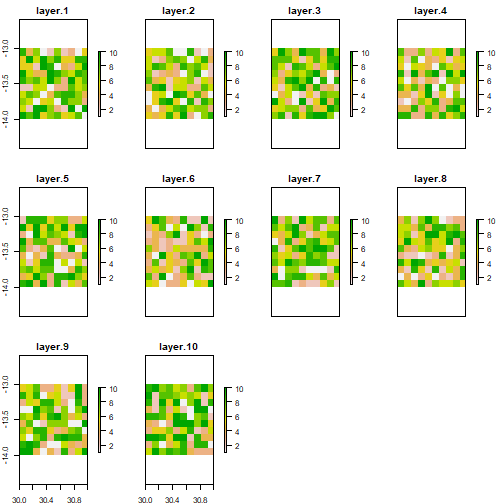 layer.1 layer.2 layer.3 layer.4
-13.0 -13.5 -14.0
10 8 6 4 2 10 8 6 4 2 10 8 6 4 2 10 8 6 4 2
layer.5 layer.6 layer.7 layer.8
-13.0 -13.5 -14.0
10 8 6 4 2 10 8 6 4 2 10 8 6 4 2 10 8 6 4 2
layer.9 layer.10
-13.0 -13.5 -14.0
10 8 6 4 2 10 8 6 4 2
30.0 30.4 30.8 30.0 30.4 30.8